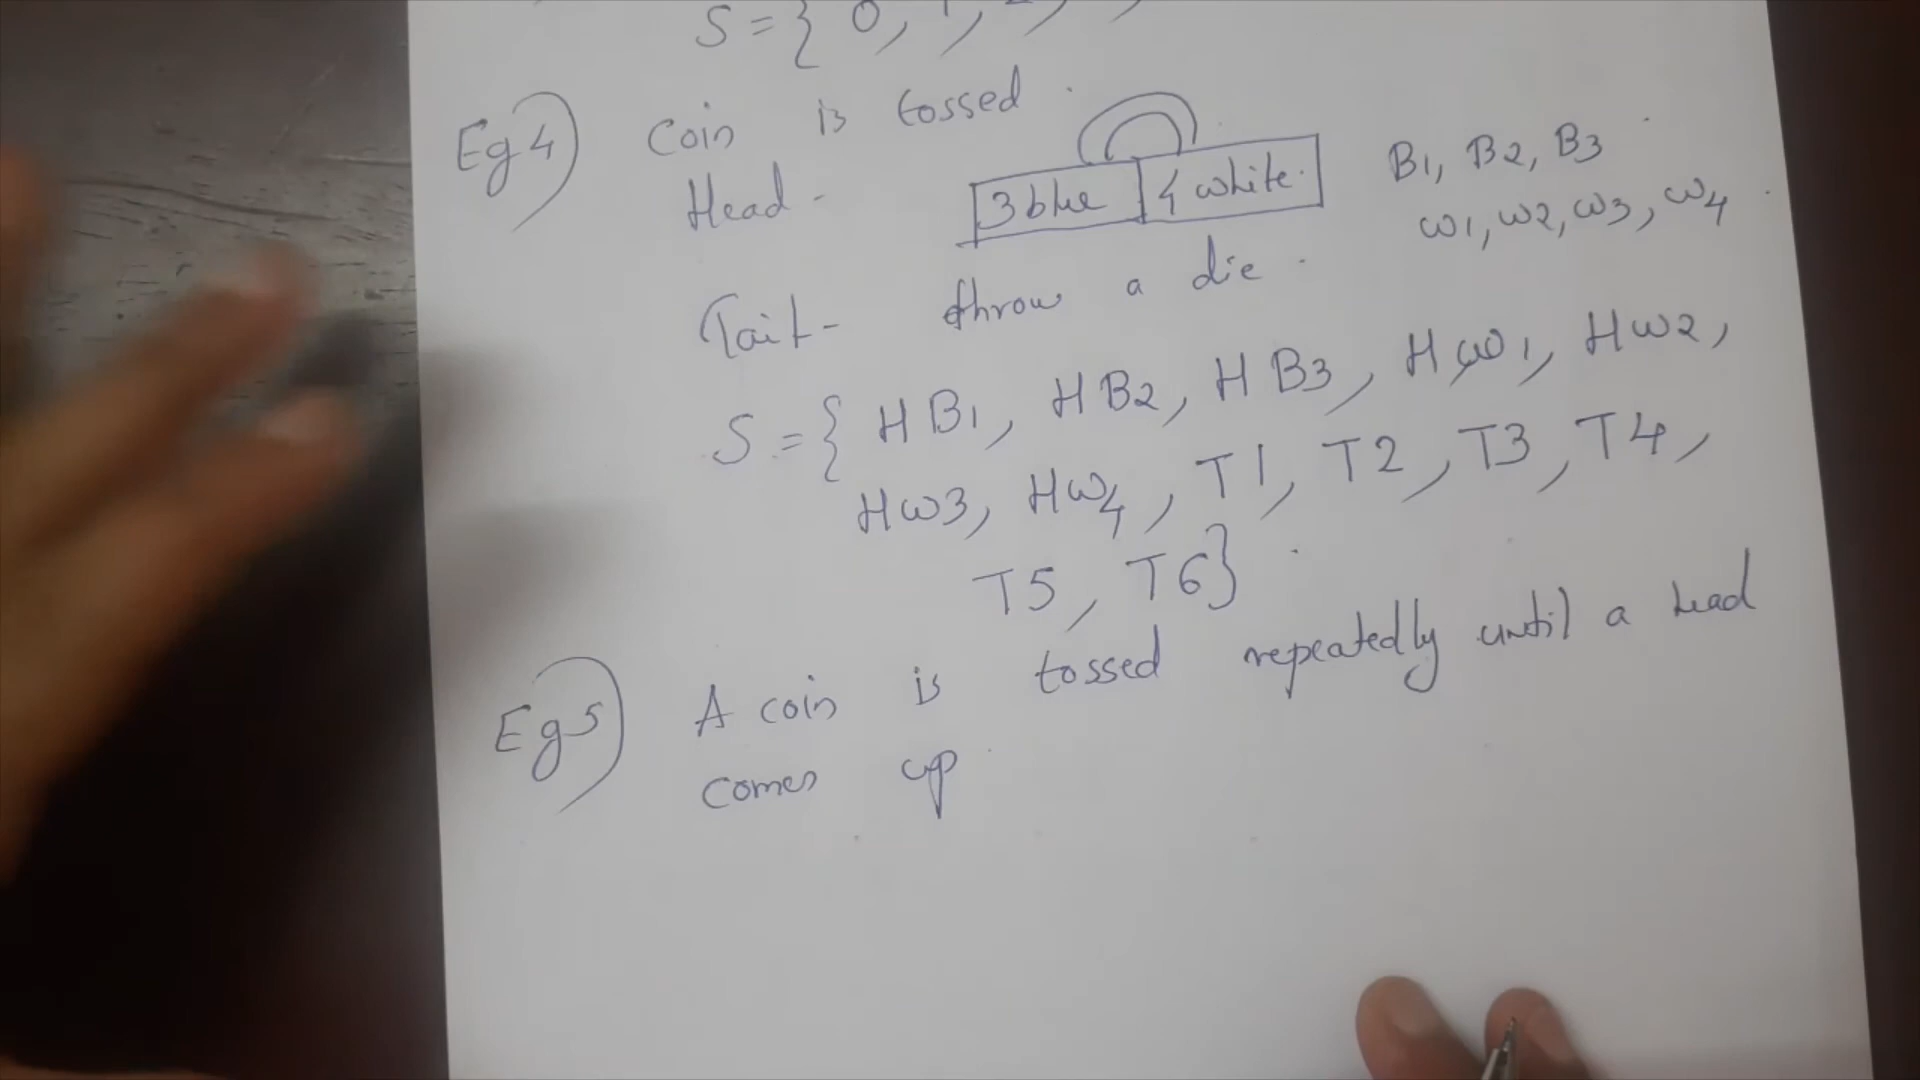 S = { 0, 1, 2,
Eg 4) Coin is tossed.
Head - 3 blue 4 white. B1, B2, B3
W1, W2, W3, W4
Tail - throw a die.
S = { HB1, HB2, HB3, HW1, HW2,
HW3, HW4, T1, T2, T3, T4,
T5, T6}
Eg 5) A coin is tossed repeatedly until a head
comes up